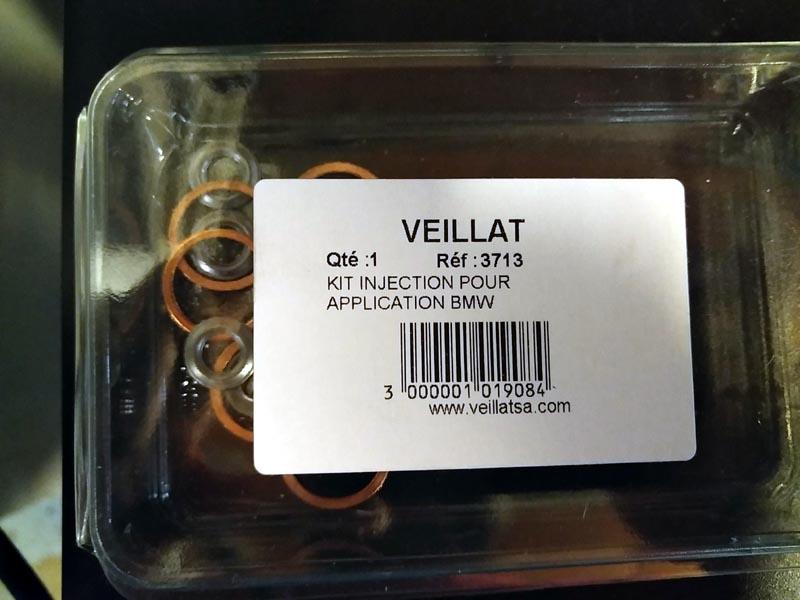 VEILLAT
Qté :1 Réf : 3713
KIT INJECTION POUR
APPLICATION BMW
3 000001 019084
www.veillatsa.com